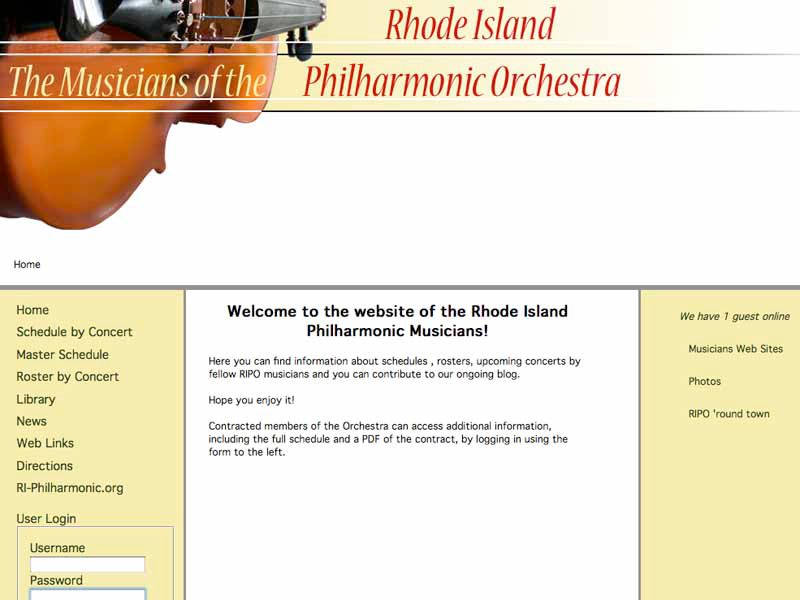 Rhode Island
The Musicians of the Philharmonic Orchestra
Home
Home
Schedule by Concert
Master Schedule
Roster by Concert
Library
News
Web Links
Directions
RI-Philharmonic.org
User Login
Username
Password
Welcome to the website of the Rhode Island
Philharmonic Musicians!
Here you can find information about schedules , rosters, upcoming concerts by
fellow RIPO musicians and you can contribute to our ongoing blog.
Hope you enjoy it!
Contracted members of the Orchestra can access additional information,
including the full schedule and a PDF of the contract, by logging in using the
form to the left.
We have 1 guest online
Musicians Web Sites
Photos
RIPO 'round town